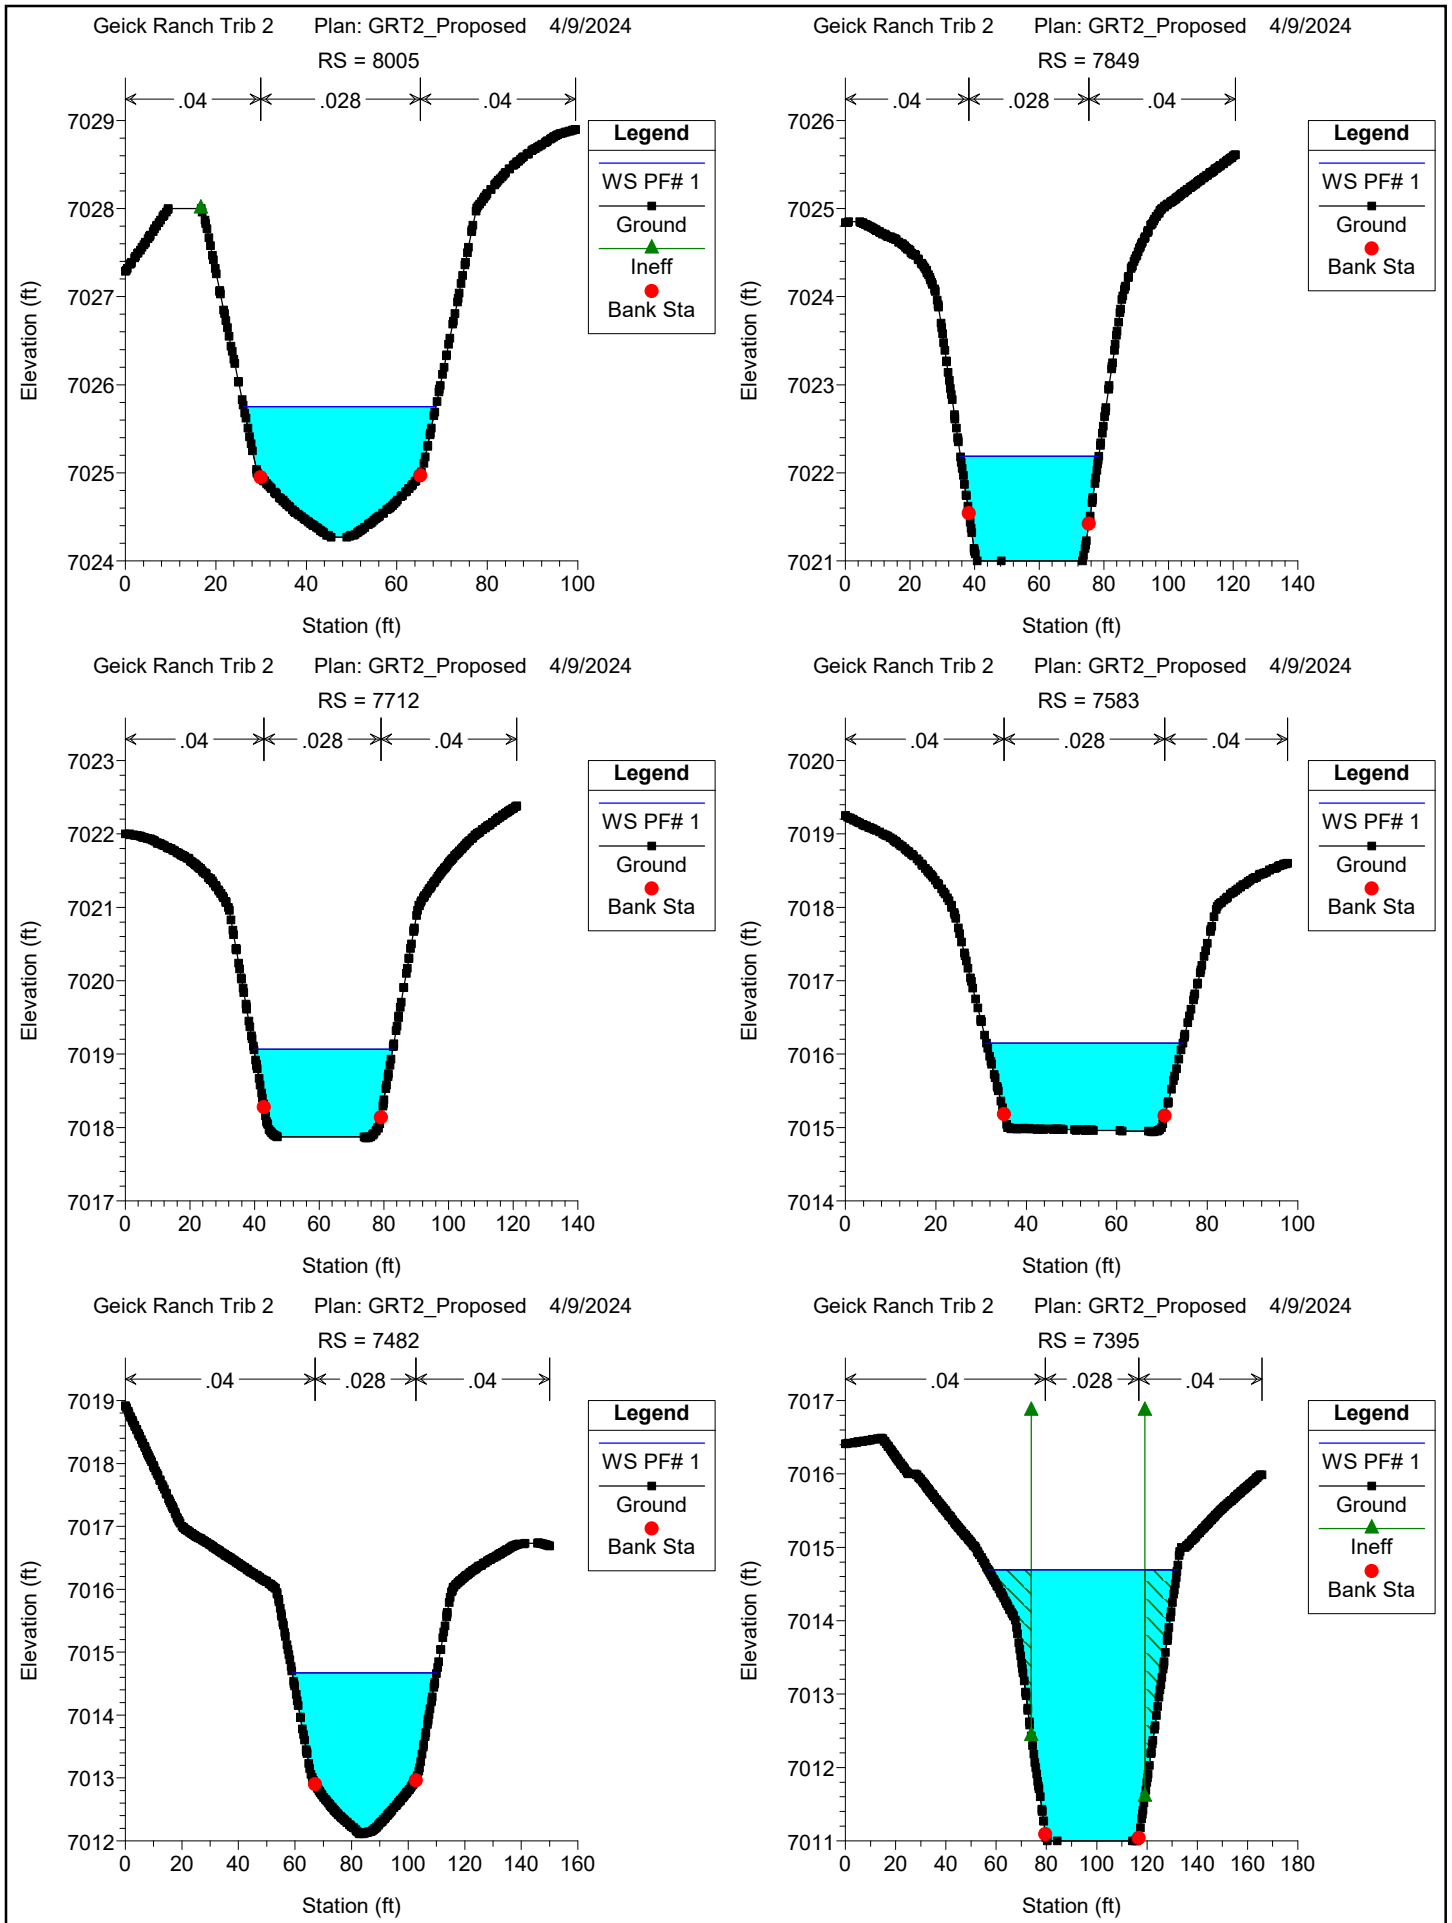 Geick Ranch Trib 2 Plan: GRT2_Proposed 4/9/2024
RS = 8005
.04 .028 .04
7029
7028
7027
7026
7025
7024
0 20 40 60 80 100
Elevation (ft)
Station (ft)
Legend
WS PF# 1
Ground
Ineff
Bank Sta
Geick Ranch Trib 2 Plan: GRT2_Proposed 4/9/2024
RS = 7849
.04 .028 .04
7026
7025
7024
7023
7022
7021
0 20 40 60 80 100 120 140
Elevation (ft)
Station (ft)
Legend
WS PF# 1
Ground
Bank Sta
Geick Ranch Trib 2 Plan: GRT2_Proposed 4/9/2024
RS = 7712
.04 .028 .04
7023
7022
7021
7020
7019
7018
7017
0 20 40 60 80 100 120 140
Elevation (ft)
Station (ft)
Legend
WS PF# 1
Ground
Bank Sta
Geick Ranch Trib 2 Plan: GRT2_Proposed 4/9/2024
RS = 7583
.04 .028 .04
7020
7019
7018
7017
7016
7015
7014
0 20 40 60 80 100
Elevation (ft)
Station (ft)
Legend
WS PF# 1
Ground
Bank Sta
Geick Ranch Trib 2 Plan: GRT2_Proposed 4/9/2024
RS = 7482
.04 .028 .04
7019
7018
7017
7016
7015
7014
7013
7012
0 20 40 60 80 100 120 140 160
Elevation (ft)
Station (ft)
Legend
WS PF# 1
Ground
Bank Sta
Geick Ranch Trib 2 Plan: GRT2_Proposed 4/9/2024
RS = 7395
.04 .028 .04
7017
7016
7015
7014
7013
7012
7011
0 20 40 60 80 100 120 140 160 180
Elevation (ft)
Station (ft)
Legend
WS PF# 1
Ground
Ineff
Bank Sta